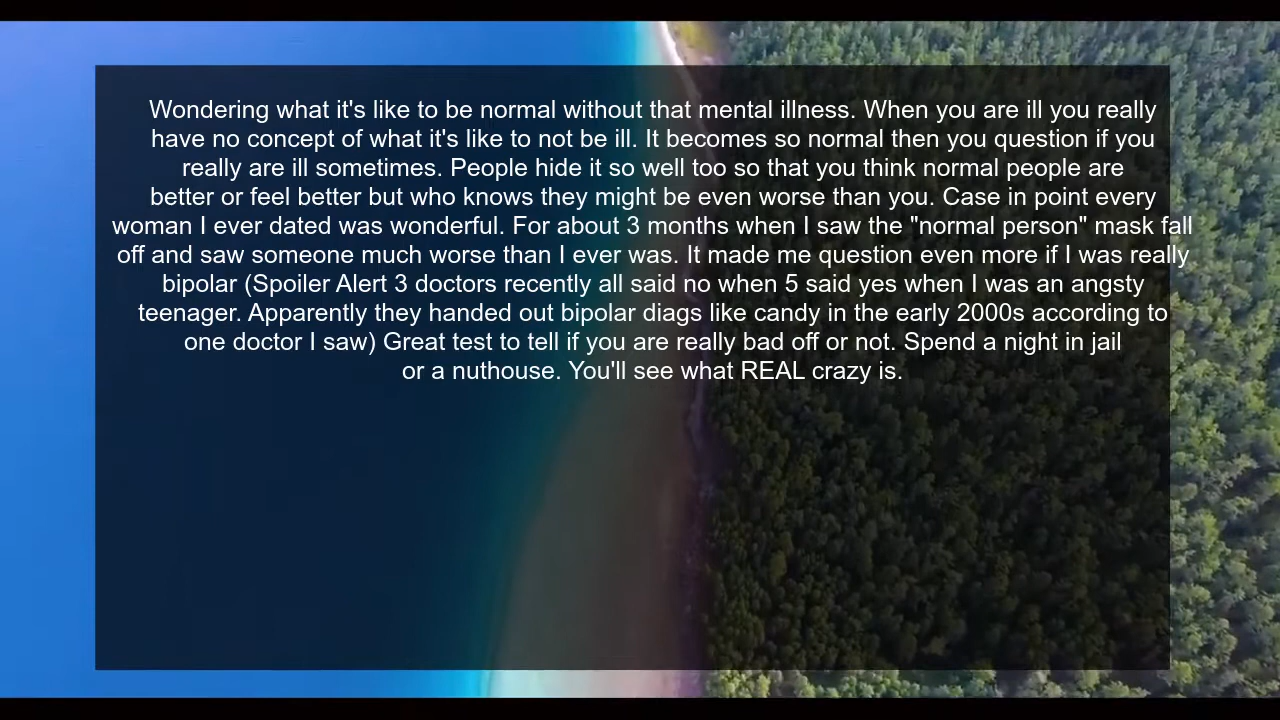 Wondering what it's like to be normal without that mental illness. When you are ill you really
have no concept of what it's like to not be ill. It becomes so normal then you question if you
really are ill sometimes. People hide it so well too so that you think normal people are
better or feel better but who knows they might be even worse than you. Case in point every
woman I ever dated was wonderful. For about 3 months when I saw the "normal person" mask fall
off and saw someone much worse than I ever was. It made me question even more if I was really
bipolar (Spoiler Alert 3 doctors recently all said no when 5 said yes when I was an angsty
teenager. Apparently they handed out bipolar diags like candy in the early 2000s according to
one doctor I saw) Great test to tell if you are really bad off or not. Spend a night in jail
or a nuthouse. You'll see what REAL crazy is.